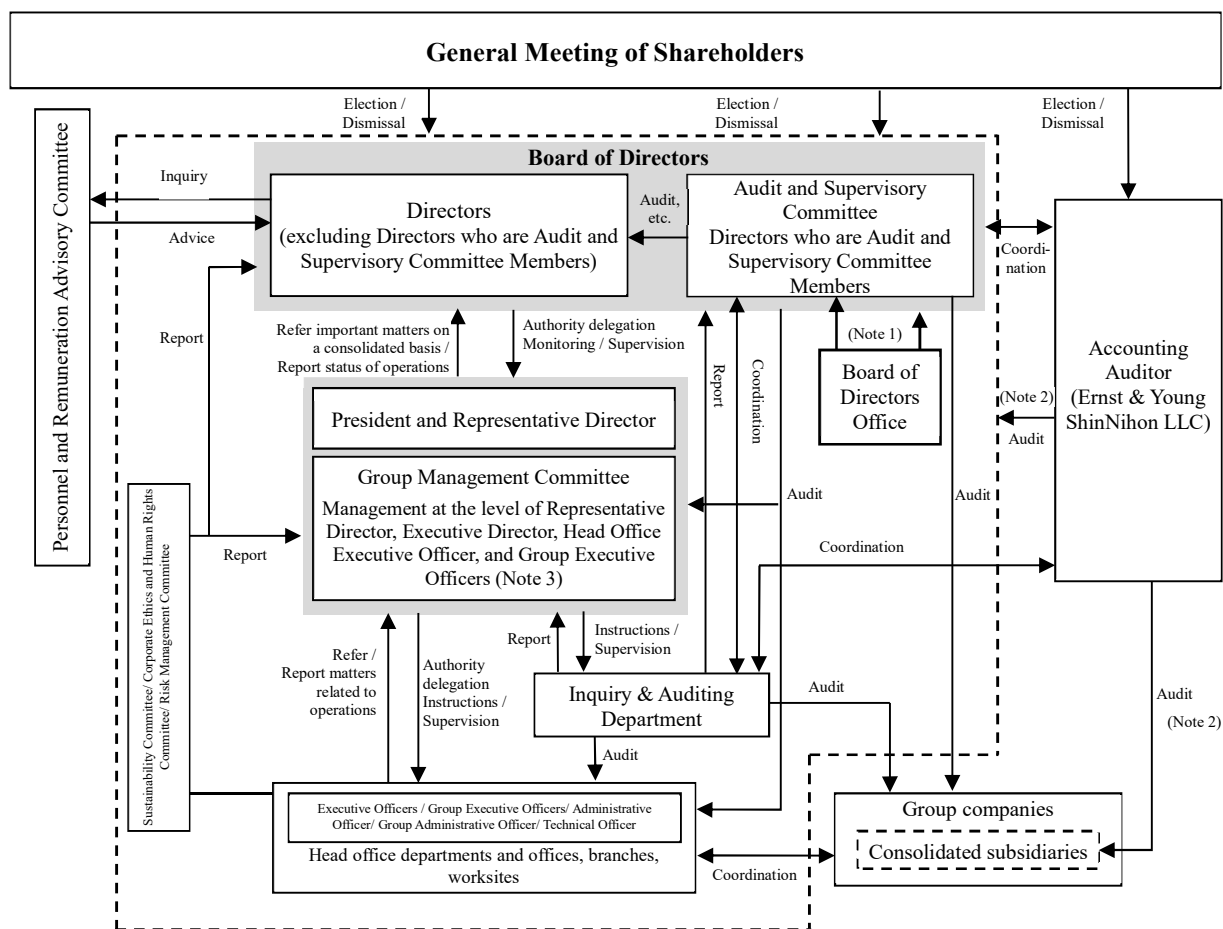 General Meeting of Shareholders
Election /
Dismissal
Election /
Dismissal
Election /
Dismissal
Personnel and Remuneration Advisory Committee
Board of Directors
Inquiry
Advice
Directors
(excluding Directors who are Audit and
Supervisory Committee Members)
Audit,
etc.
Audit and Supervisory
Committee
Directors who are Audit and
Supervisory Committee
Members
Coordi-
nation
Report
Refer important matters on
a consolidated basis /
Report status of operations
Authority delegation
Monitoring / Supervision
Report
Coordination
(Note 1)
Board of
Directors
Office
Accounting
Auditor
(Ernst & Young
ShinNihon LLC)
(Note 2)
Audit
President and Representative Director
Group Management Committee
Management at the level of Representative
Director, Executive Director, Head Office
Executive Officer, and Group Executive
Officers (Note 3)
Audit
Audit
Sustainability Committee/ Corporate Ethics and Human Rights
Committee/ Risk Management Committee
Report
Coordination
Refer /
Report matters
related to
operations
Authority
delegation
Instructions /
Supervision
Report
Instructions /
Supervision
Inquiry & Auditing
Department
Audit
Audit
Audit
(Note 2)
Executive Officers / Group Executive Officers/ Administrative
Officer/ Group Administrative Officer/ Technical Officer
Head office departments and offices, branches,
worksites
Coordination
Group companies
Consolidated subsidiaries